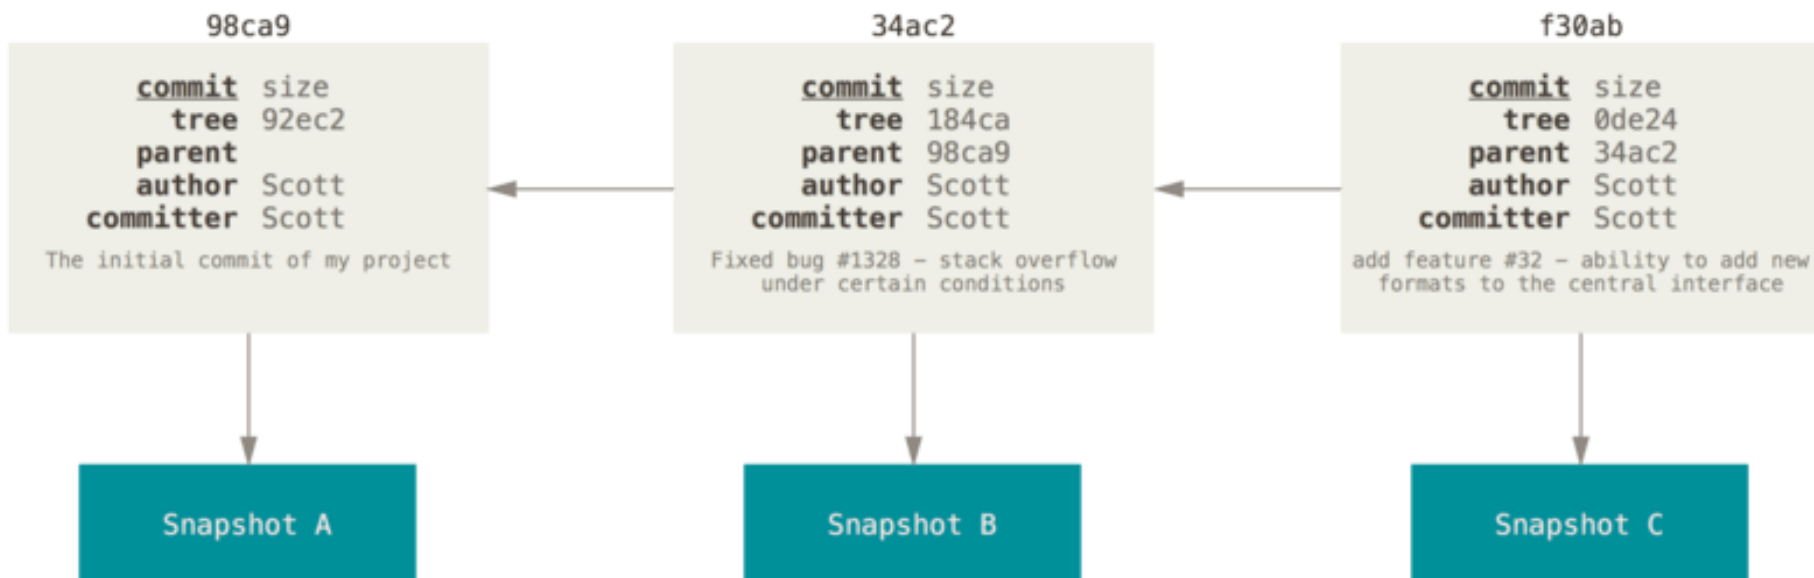 98ca9
commit size
tree 92ec2
parent
author Scott
committer Scott
The initial commit of my project
Snapshot A
34ac2
commit size
tree 184ca
parent 98ca9
author Scott
committer Scott
Fixed bug #1328 – stack overflow
under certain conditions
Snapshot B
f30ab
commit size
tree 0de24
parent 34ac2
author Scott
committer Scott
add feature #32 – ability to add new
formats to the central interface
Snapshot C